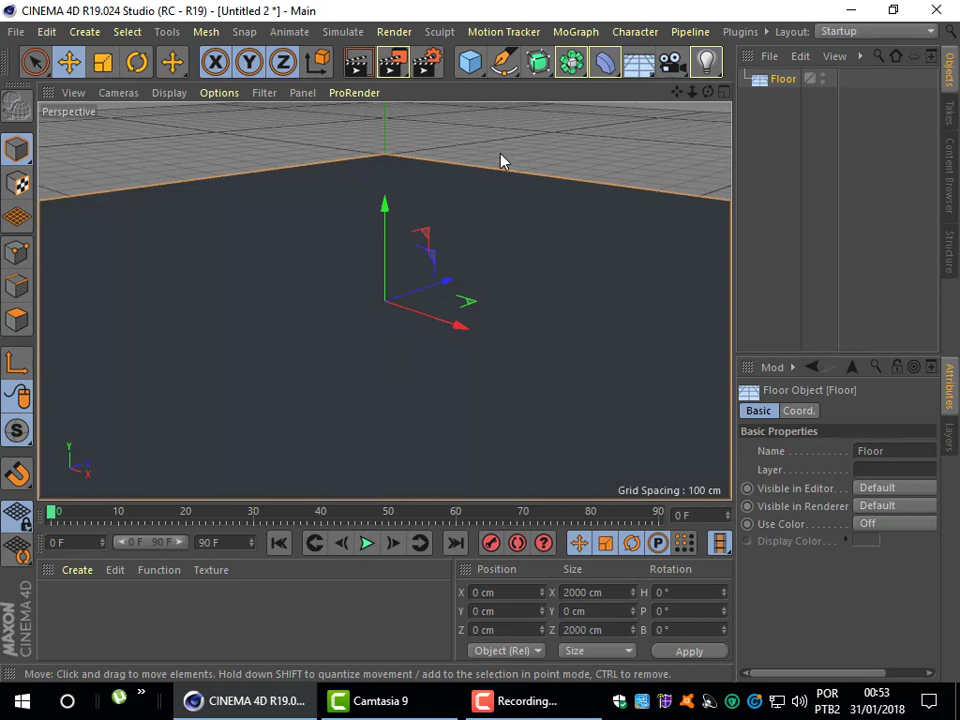 CINEMA 4D R19.024 Studio (RC - R19) - [Untitled 2 *] - Main
File Edit Create Select Tools Mesh Snap Animate Simulate Render Sculpt Motion Tracker MoGraph Character Pipeline Plugins Layout: Startup
X Y Z
File Edit View
View Cameras Display Options Filter Panel ProRender
Floor
Perspective
Objects
Takes
Content Browser
Structure
Grid Spacing : 100 cm
Y
Z
X
Mod
Floor Object [Floor]
Basic Coord.
Basic Properties
Name Floor
Layer
Visible in Editor Default
Visible in Renderer Default
Use Color Off
Display Color
Attributes
Layers
0 10 20 30 40 50 60 70 80 90 0 F
0 F 0 F 90 F 90 F
Create Edit Function Texture
Position Size Rotation
X 0 cm X 2000 cm H 0 °
Y 0 cm Y 0 cm P 0 °
Z 0 cm Z 2000 cm B 0 °
Object (Rel) Size Apply
MAXON
CINEMA 4D
Move: Click and drag to move elements. Hold down SHIFT to quantize movement / add to the selection in point mode, CTRL to remove.
CINEMA 4D R19.0... Camtasia 9 Recording...
POR
PTB2
00:53
31/01/2018